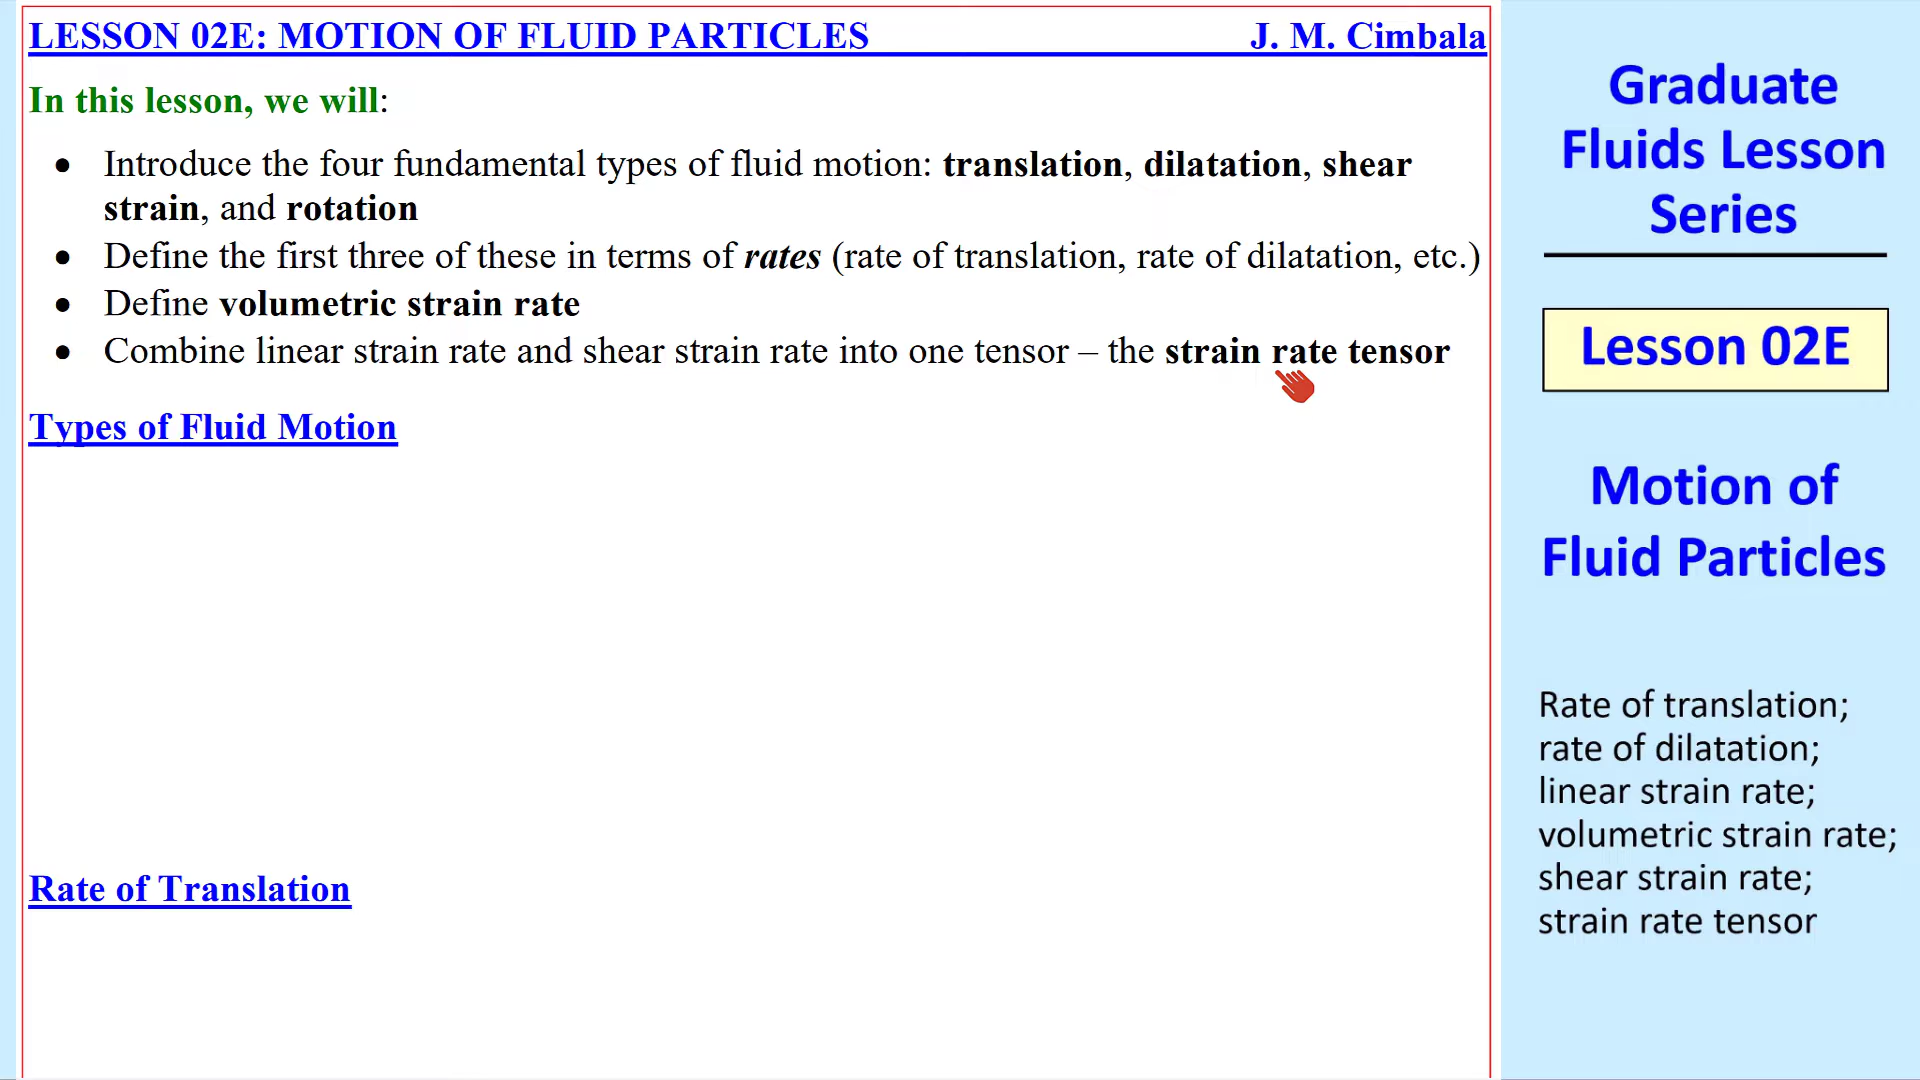 LESSON 02E: MOTION OF FLUID PARTICLES J. M. Cimbala
In this lesson, we will:
• Introduce the four fundamental types of fluid motion: translation, dilatation, shear
strain, and rotation
• Define the first three of these in terms of rates (rate of translation, rate of dilatation, etc.)
• Define volumetric strain rate
• Combine linear strain rate and shear strain rate into one tensor – the strain rate tensor
Types of Fluid Motion
Rate of Translation
Graduate
Fluids Lesson
Series
Lesson 02E
Motion of
Fluid Particles
Rate of translation;
rate of dilatation;
linear strain rate;
volumetric strain rate;
shear strain rate;
strain rate tensor